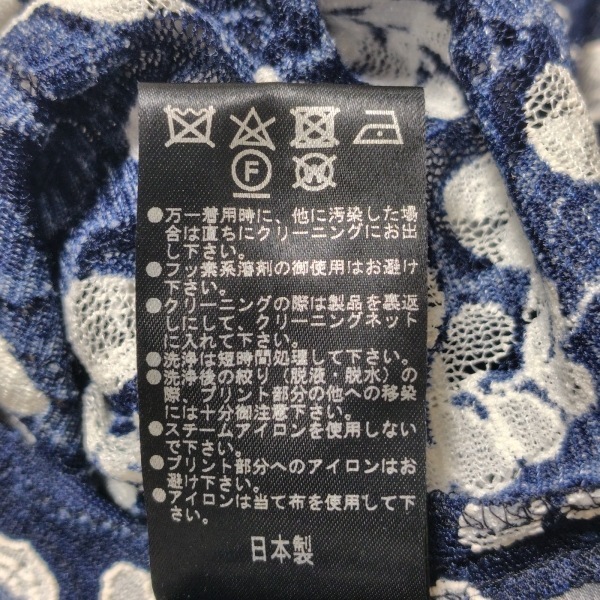 F W
●万一着用時に、他に汚染した場
合は直ちにクリーニングにお出
し下さい。
●フッ素系溶剤の御使用はお避け
下さい。
●クリーニングの際は製品を裏返
しにして、クリーニングネット
に入れて下さい。
●洗浄は短時間処理して下さい。
●洗浄後の絞り（脱液・脱水）の
際、プリント部分の他への移染
には十分御注意下さい。
●スチームアイロンを使用しない
で下さい。
●プリント部分へのアイロンはお
避け下さい。
●アイロンは当て布を使用して下
さい。
日本製